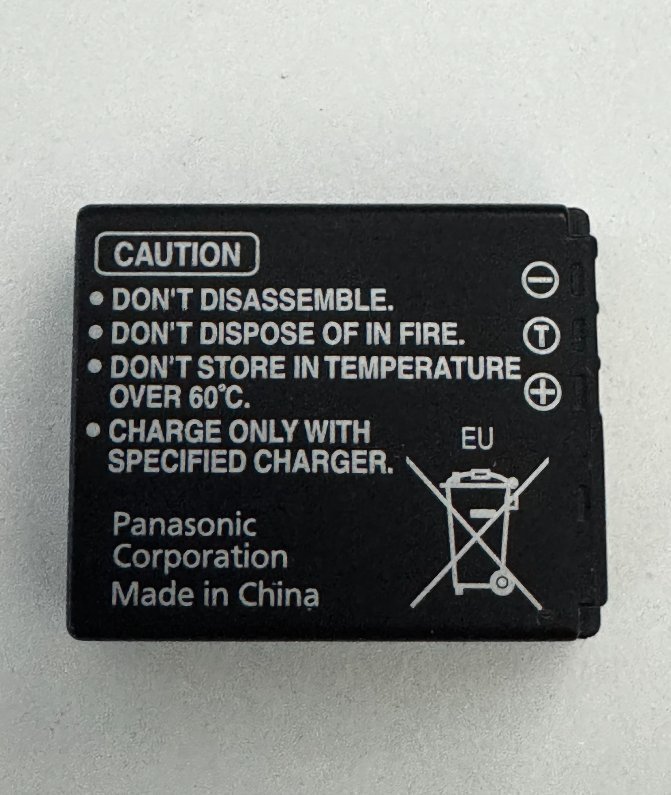 CAUTION
• DON'T DISASSEMBLE.
• DON'T DISPOSE OF IN FIRE.
• DON'T STORE IN TEMPERATURE
OVER 60°C.
• CHARGE ONLY WITH
SPECIFIED CHARGER.
Panasonic
Corporation
Made in China
−
T
+
EU